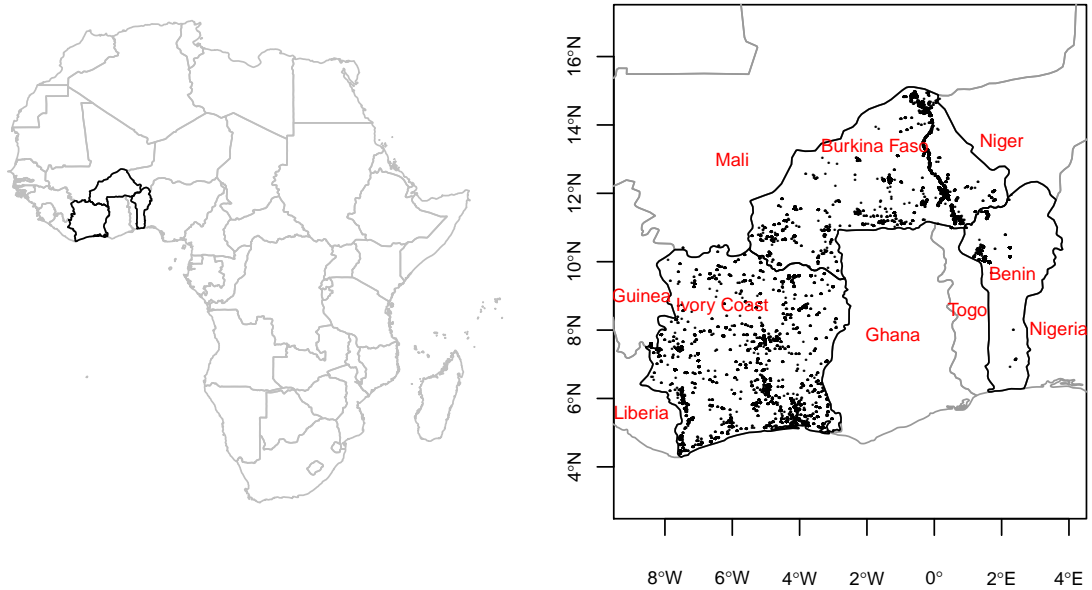 16°N
14°N
12°N
10°N
8°N
6°N
4°N
Mali
Burkina Faso
Niger
Benin
Guinea
Ivory Coast
Togo
Ghana
Nigeria
Liberia
8°W 6°W 4°W 2°W 0° 2°E 4°E